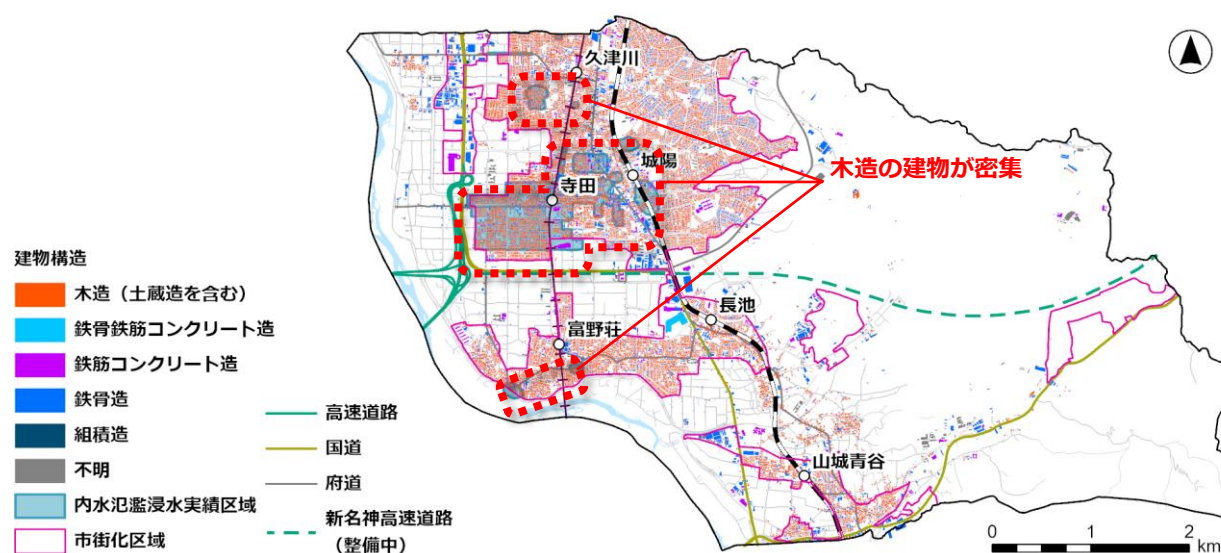 久津川
城陽
木造の建物が密集
寺田
建物構造
木造（土蔵造を含む）
鉄骨鉄筋コンクリート造
鉄筋コンクリート造
鉄骨造
組積造
不明
内水氾濫浸水実績区域
市街化区域
高速道路
国道
府道
新名神高速道路
（整備中）
長池
富野荘
山城青谷
0 1 2
km